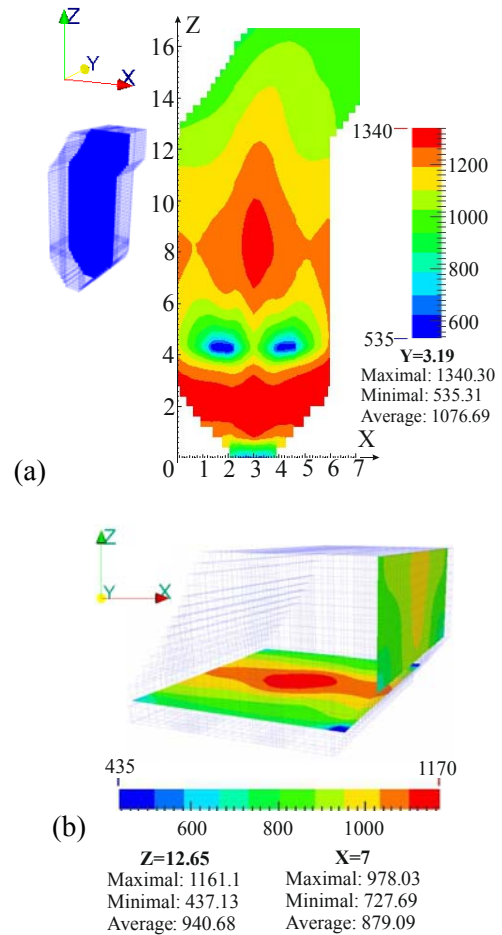 Z
Y
X
16
14
12
10
8
6
4
2
0
1 2 3 4 5 6 7
Z
X
1340
1200
1000
800
600
535
Y=3.19
Maximal: 1340.30
Minimal: 535.31
Average: 1076.69
(a)
Z
Y
X
435
1170
600 800 1000
(b)
Z=12.65
Maximal: 1161.1
Minimal: 437.13
Average: 940.68
X=7
Maximal: 978.03
Minimal: 727.69
Average: 879.09